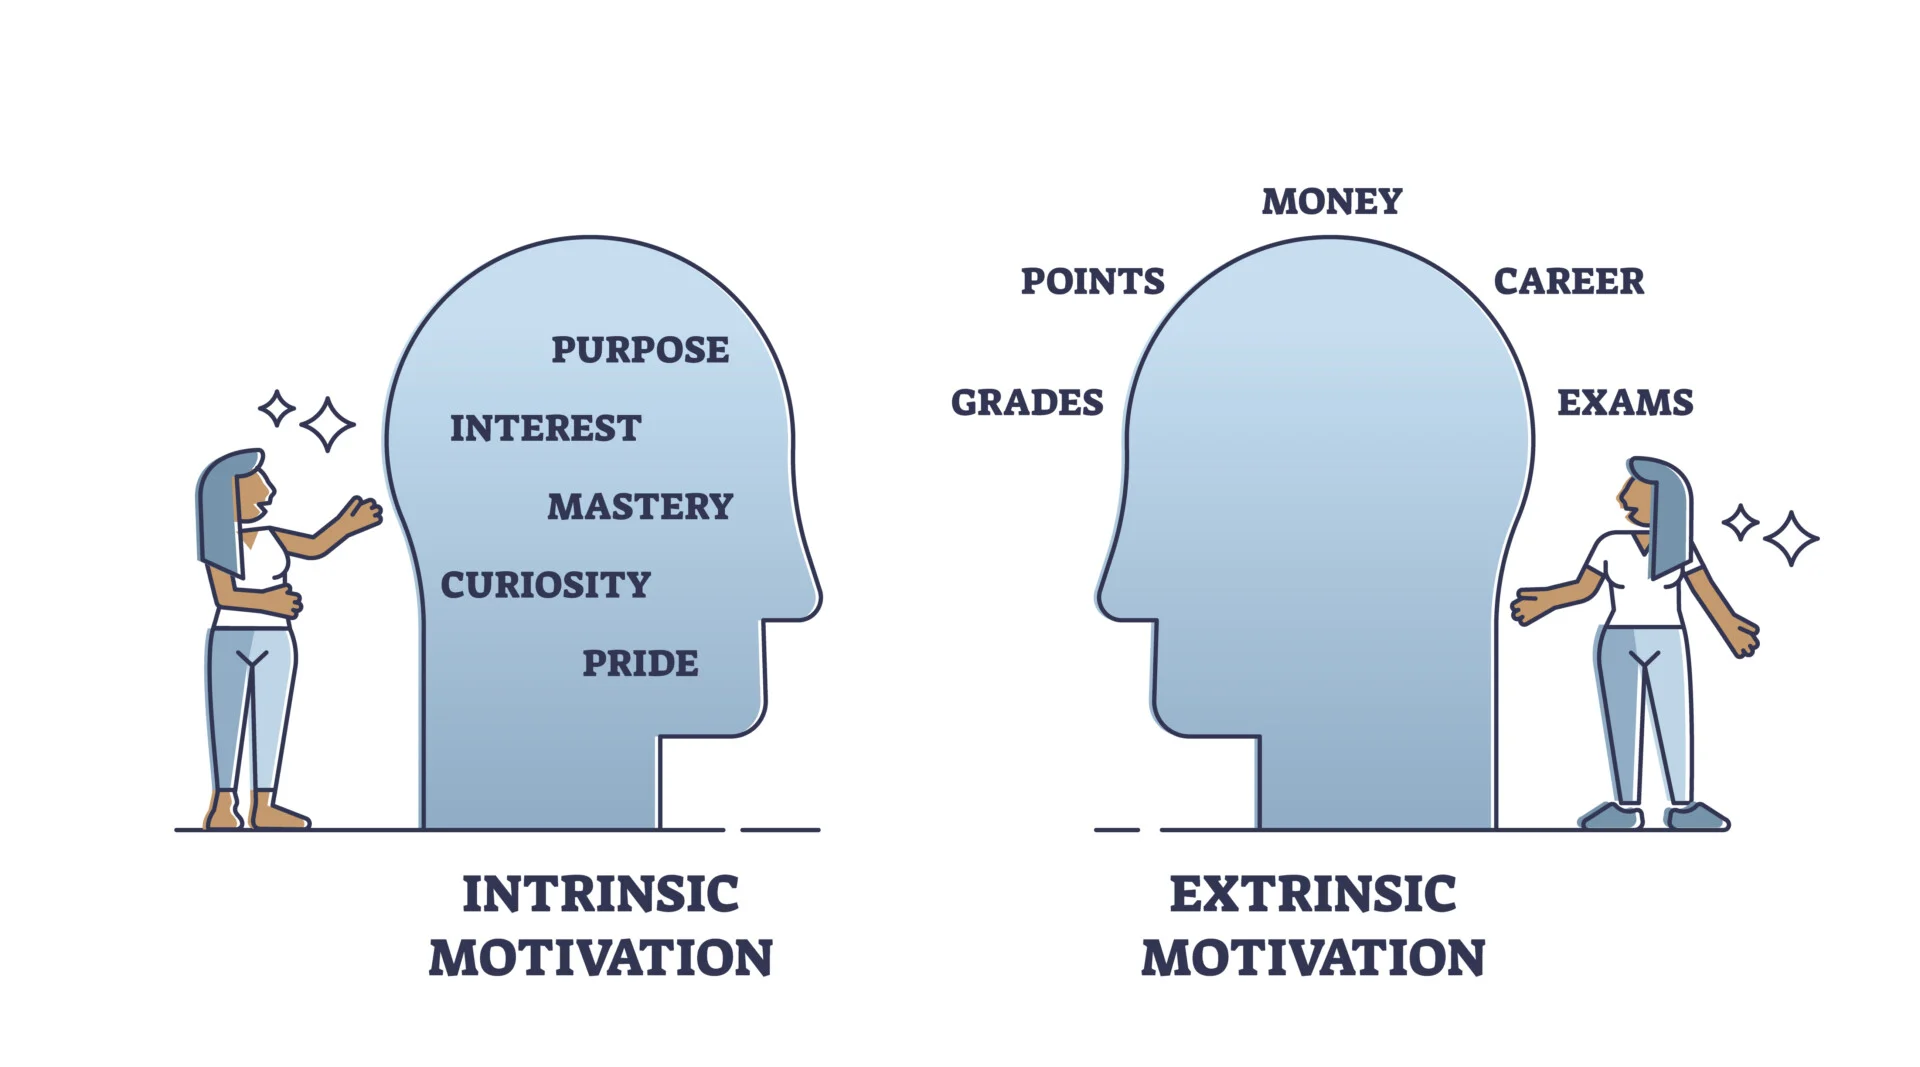 PURPOSE
INTEREST
MASTERY
CURIOSITY
PRIDE
INTRINSIC
MOTIVATION
MONEY
POINTS
CAREER
GRADES
EXAMS
EXTRINSIC
MOTIVATION